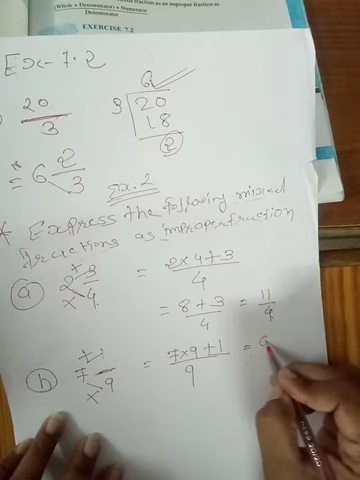 (Whole × Denominator) + Numerator
Denominator
EXERCISE 7.2
Ex-7.2
20/3
3 20 6
18
2
= 6 2/3
Ex.2
Express the following mixed
fractions as improper fraction
(a) 2 3/4 = 2×4+3/4
= 8+3/4 = 11/4
(h) 7 1/9 = 7×9+1/9 =